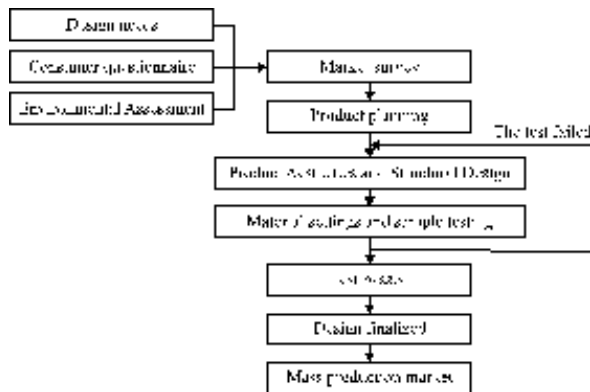 Design needs
Consumer questionnaire
Environmental Assessment
Market survey
Product planning
The test failed
Product Aesthetics and Structural Design
Material settings and sample testing
Design finalized
Mass production market